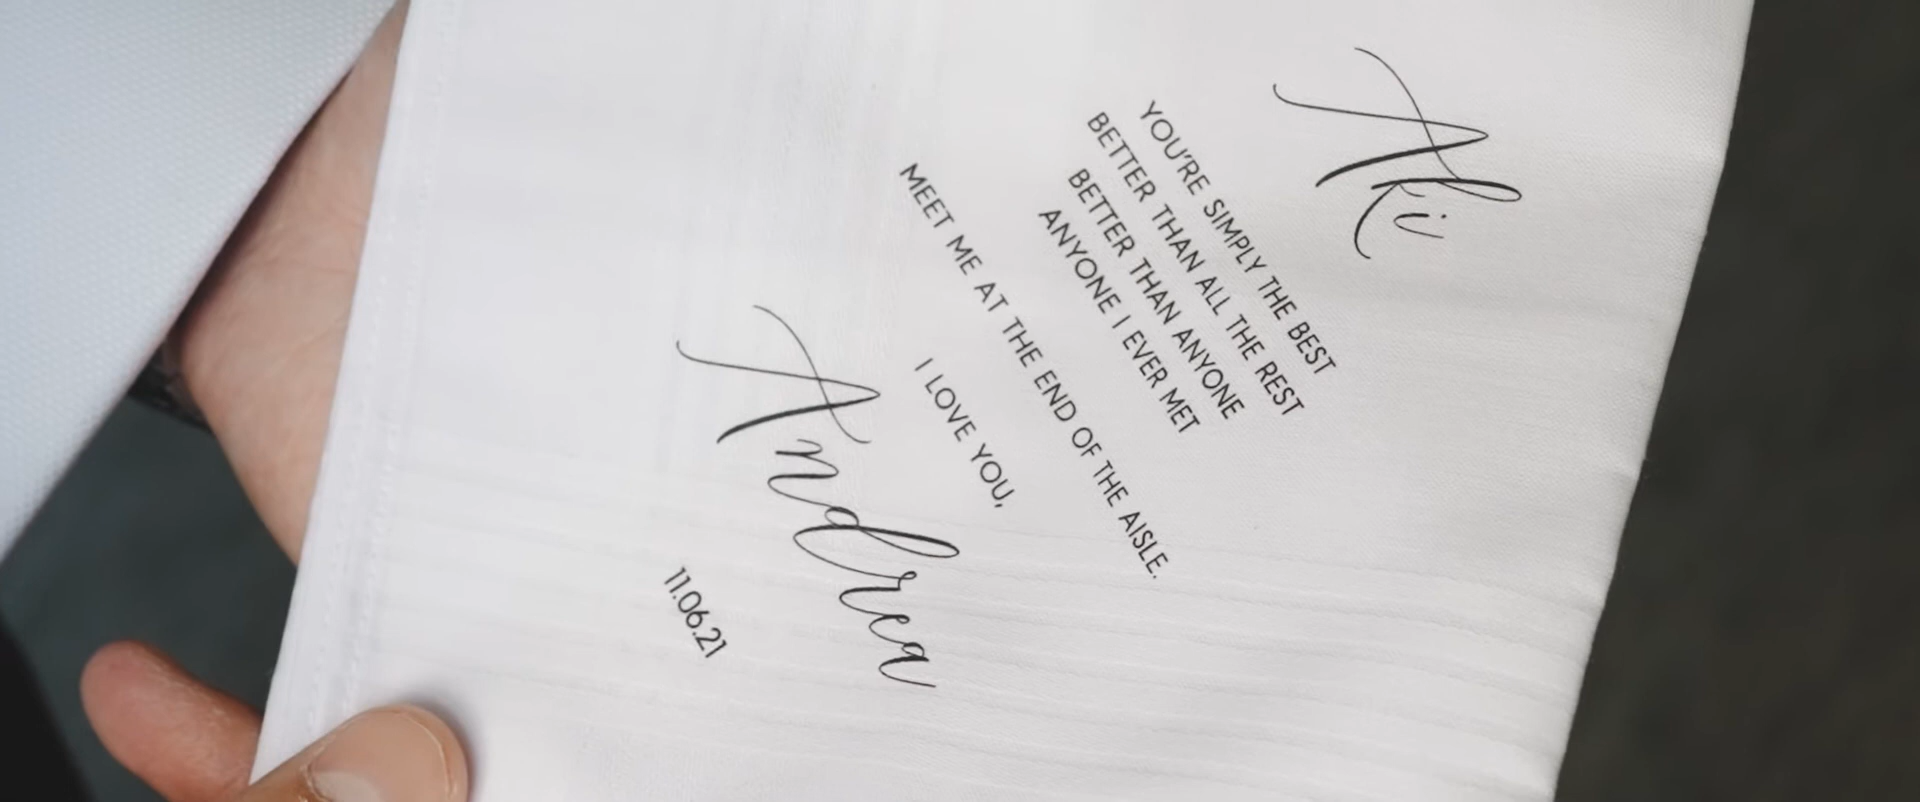 Aki
YOU'RE SIMPLY THE BEST
BETTER THAN ALL THE REST
BETTER THAN ANYONE
ANYONE I EVER MET
MEET ME AT THE END OF THE AISLE.
I LOVE YOU,
Andrea
11.06.21